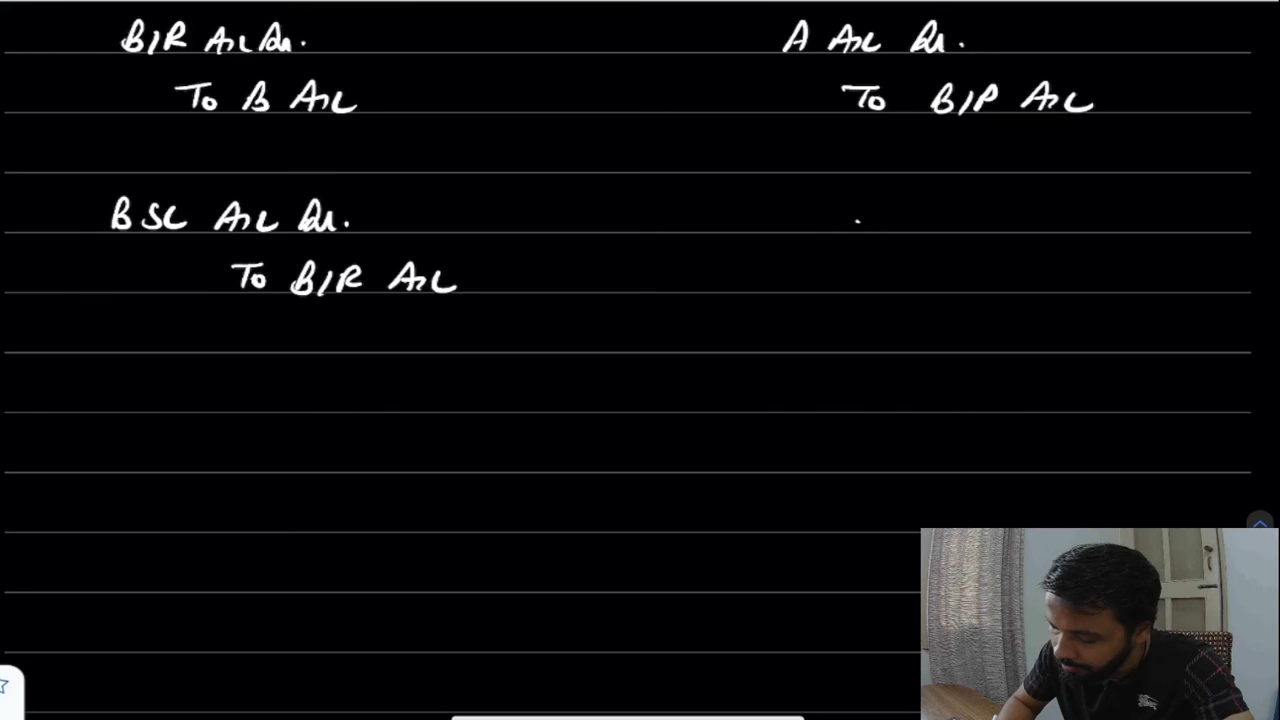 B/R A/c Dr.
To B A/c
A A/c Dr.
To B/P A/c
BSC A/c Dr.
To B/R A/c